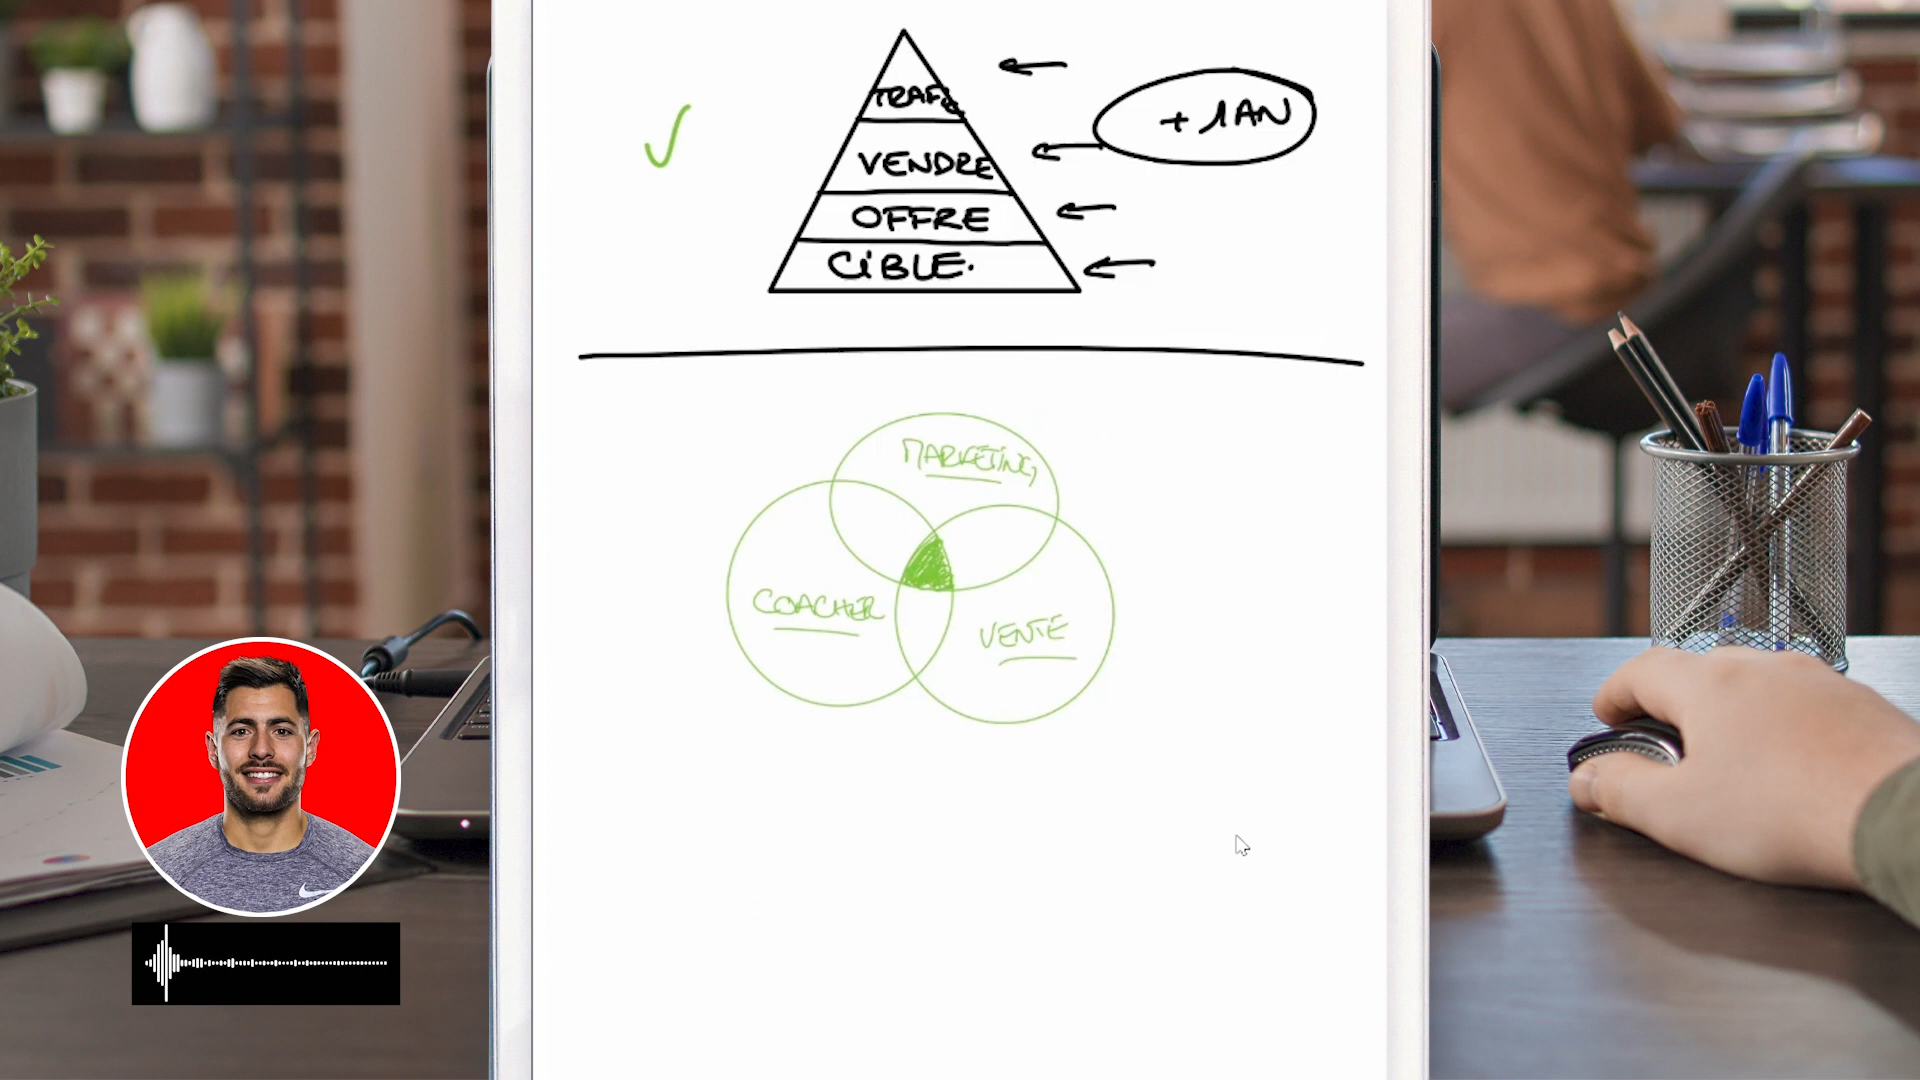 TRAFIC
+ 1 AN
VENDRE
OFFRE
CIBLE.
MARKETING
COACHER
VENTE